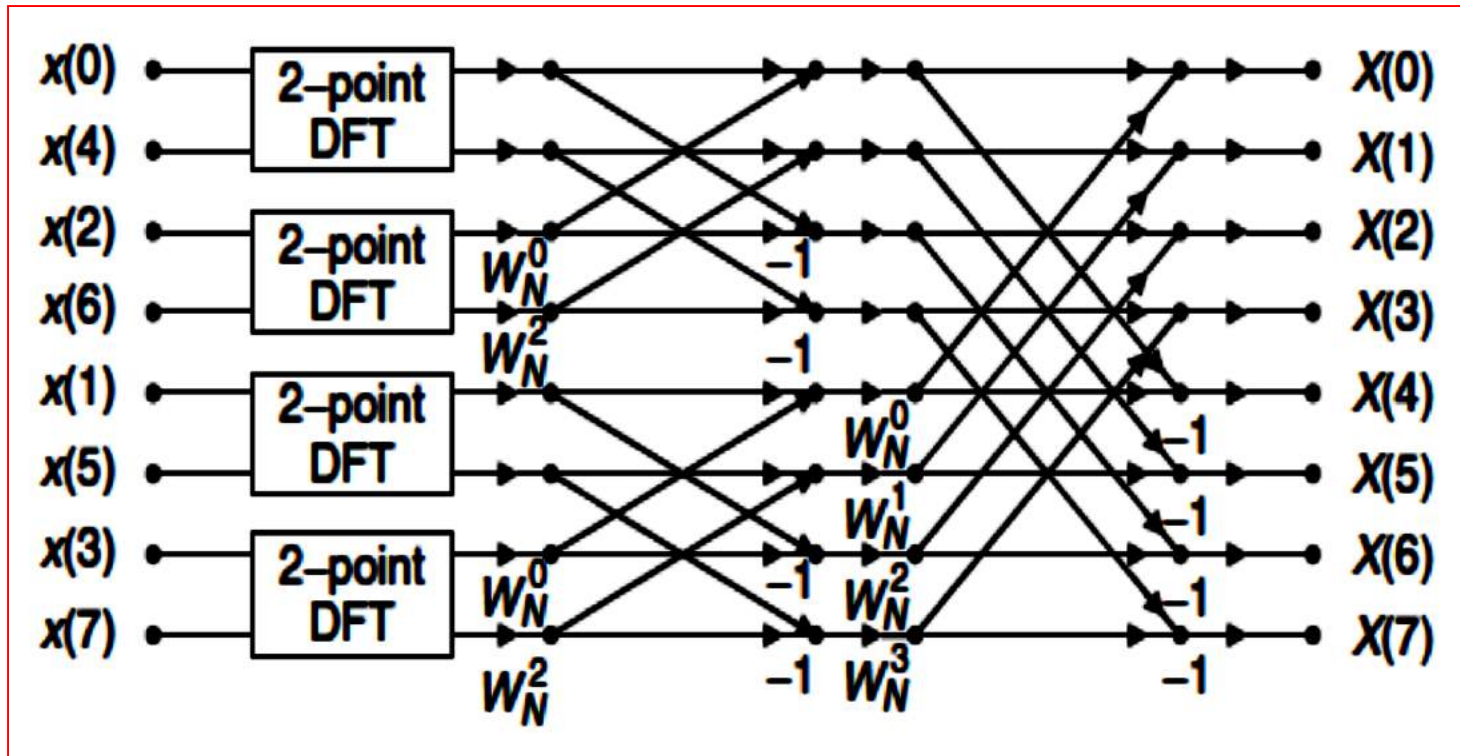 x(0) 2–point DFT X(0)
x(4) X(1)
x(2) 2–point DFT W_N^0 –1 X(2)
x(6) W_N^2 –1 X(3)
x(1) 2–point DFT W_N^0 –1 X(4)
x(5) W_N^1 –1 X(5)
x(3) 2–point DFT W_N^0 –1 W_N^2 –1 X(6)
x(7) W_N^2 –1 W_N^3 –1 X(7)